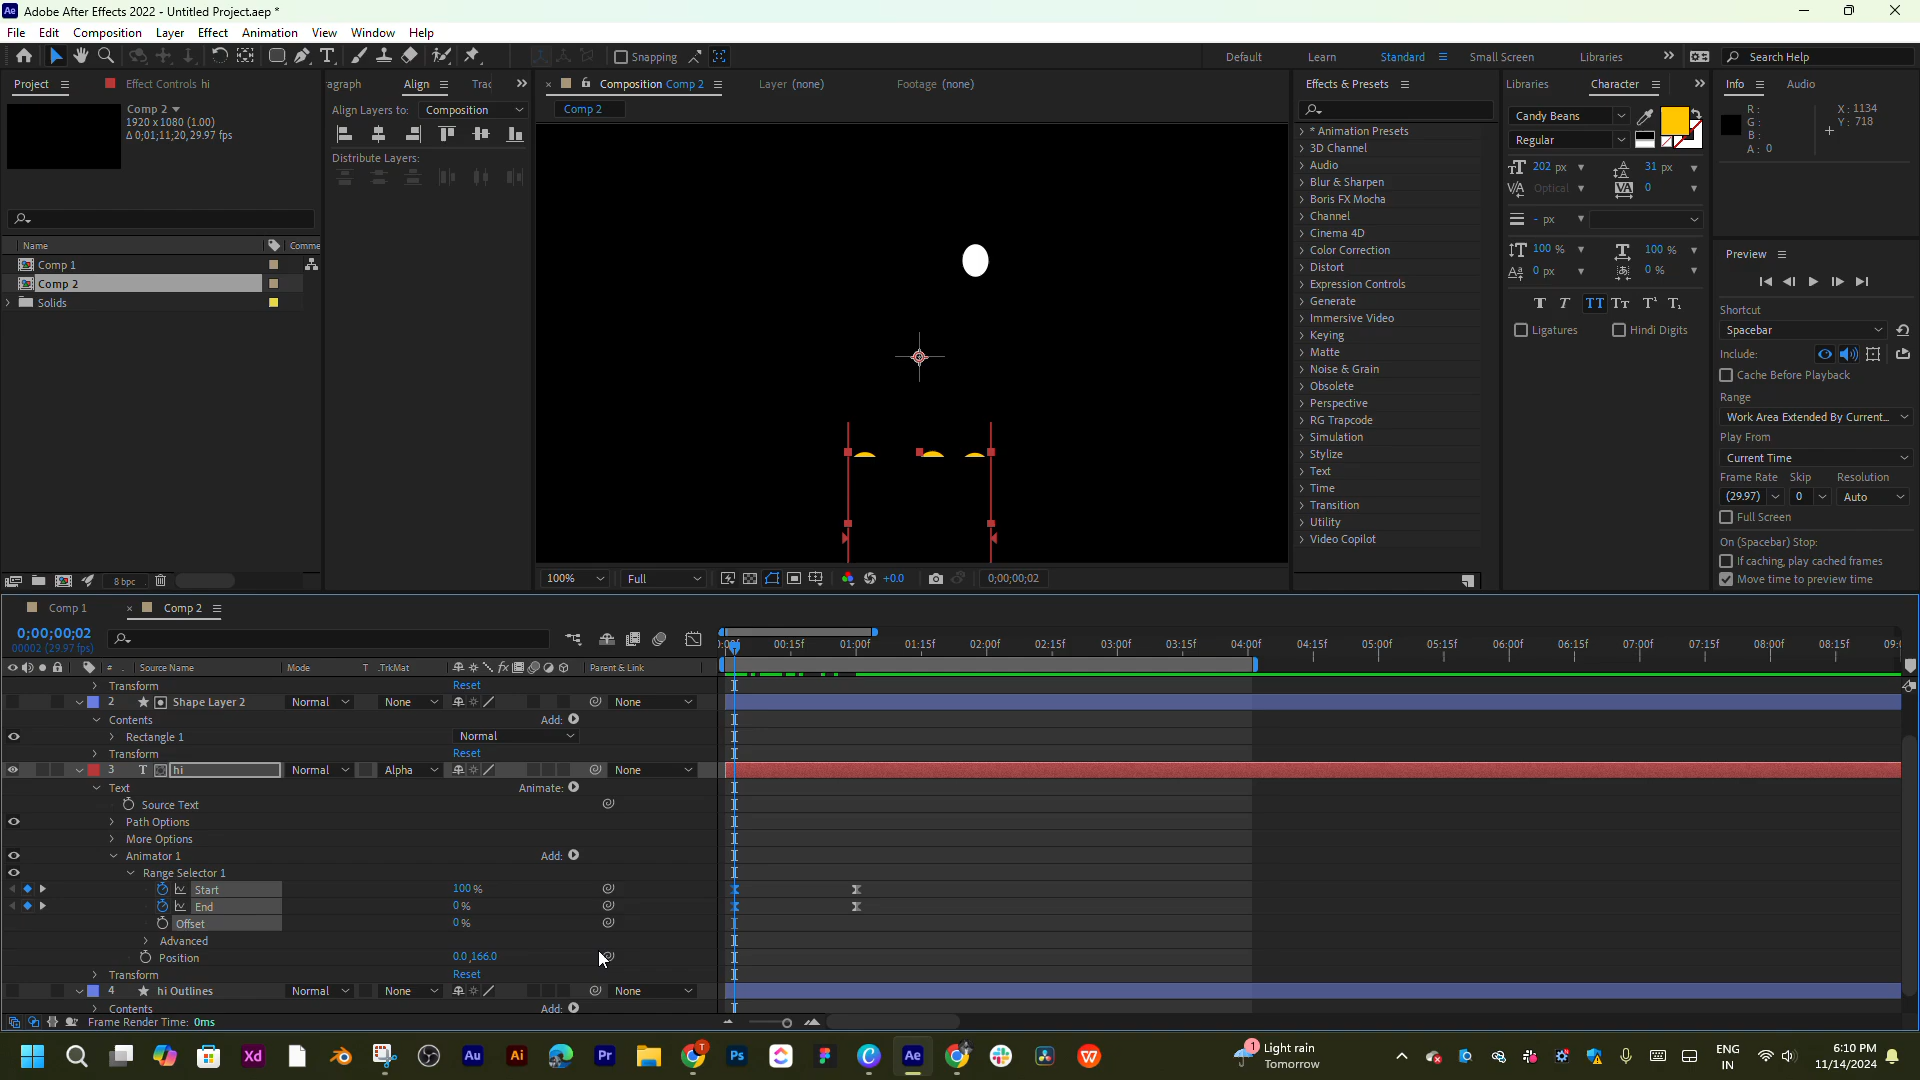 Adobe After Effects 2022 - Untitled Project.aep *
File Edit Composition Layer Effect Animation View Window Help
Snapping Default Learn Standard Small Screen Libraries Search Help
Project Effect Controls hi
Comp 2
1920 x 1080 (1.00)
Δ 0;01;11;20, 29.97 fps
Name Comme
Comp 1
Comp 2
Solids
8 bpc
agraph Align Trac
Align Layers to: Composition
Distribute Layers:
Composition Comp 2 Layer (none) Footage (none)
Comp 2
100% Full +0.0 0;00;00;02
Effects & Presets
* Animation Presets
3D Channel
Audio
Blur & Sharpen
Boris FX Mocha
Channel
Cinema 4D
Color Correction
Distort
Expression Controls
Generate
Immersive Video
Keying
Matte
Noise & Grain
Obsolete
Perspective
RG Trapcode
Simulation
Stylize
Text
Time
Transition
Utility
Video Copilot
Libraries Character
Candy Beans
Regular
202 px 31 px
Optical 0
- px
100 % 100 %
0 px 0 %
Ligatures Hindi Digits
Info Audio
R :
G :
B :
A : 0
X : 1134
Y : 718
Preview
Shortcut
Spacebar
Include:
Cache Before Playback
Range
Work Area Extended By Current...
Play From
Current Time
Frame Rate Skip Resolution
(29.97) 0 Auto
Full Screen
On (Spacebar) Stop:
If caching, play cached frames
Move time to preview time
Comp 1 Comp 2
0;00;00;02
00002 (29.97 fps)
:00f 00:15f 01:00f 01:15f 02:00f 02:15f 03:00f 03:15f 04:00f 04:15f 05:00f 05:15f 06:00f 06:15f 07:00f 07:15f 08:00f 08:15f 09:0
# Source Name Mode T .TrkMat Parent & Link
Transform Reset
2 Shape Layer 2 Normal None None
Contents Add:
Rectangle 1 Normal
Transform Reset
3 T hi Normal Alpha None
Text Animate:
Source Text
Path Options
More Options
Animator 1 Add:
Range Selector 1
Start 100 %
End 0 %
Offset 0 %
Advanced
Position 0.0 ,166.0
Transform Reset
4 hi Outlines Normal None None
Contents Add:
Frame Render Time: 0ms
Light rain
Tomorrow
ENG
IN
6:10 PM
11/14/2024